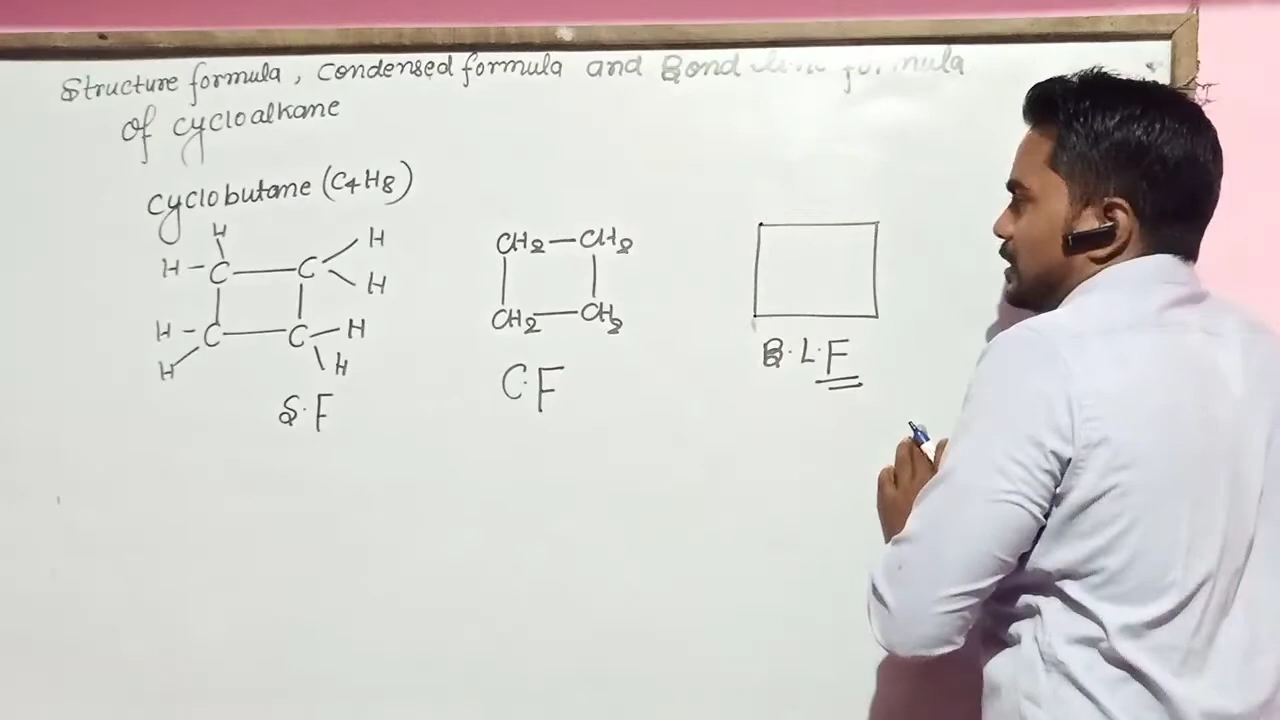 Structure formula, condensed formula and Bond line formula
of cycloalkane
cyclobutane (C4H8)
H
H-C-C-H
H
H-C-C-H
H
H
S.F
CH2-CH2
CH2-CH2
C.F
B.L.F